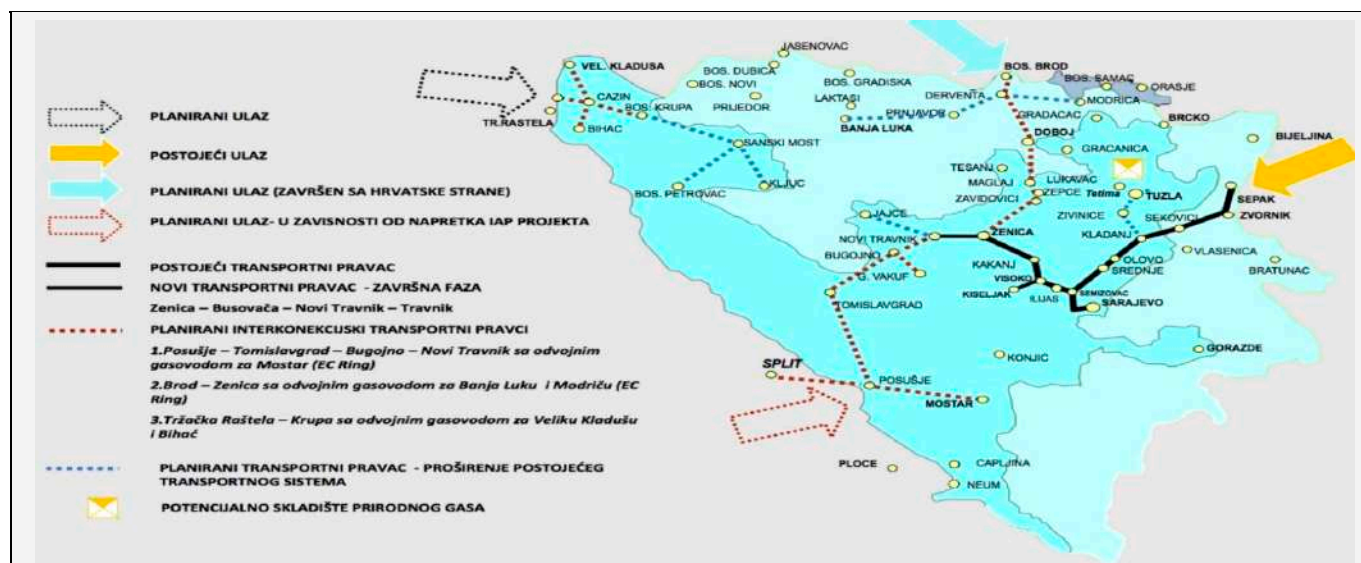 PLANIRANI ULAZ
POSTOJEĆI ULAZ
PLANIRANI ULAZ (ZAVRŠEN SA HRVATSKE STRANE)
PLANIRANI ULAZ- U ZAVISNOSTI OD NAPRETKA IAP PROJEKTA
POSTOJEĆI TRANSPORTNI PRAVAC
NOVI TRANSPORTNI PRAVAC - ZAVRŠNA FAZA
Zenica – Busovača – Novi Travnik – Travnik
PLANIRANI INTERKONEKCIJSKI TRANSPORTNI PRAVCI
1.Posušje – Tomislavgrad – Bugojno – Novi Travnik sa odvojnim
gasovodom za Mostar (EC Ring)
2.Brod – Zenica sa odvojnim gasovodom za Banja Luku i Modriču (EC
Ring)
3.Tržačka Raštela – Krupa sa odvojnim gasovodom za Veliku Kladušu
i Bihać
PLANIRANI TRANSPORTNI PRAVAC - PROŠIRENJE POSTOJEĆEG
TRANSPORTNOG SISTEMA
POTENCIJALNO SKLADIŠTE PRIRODNOG GASA
JASENOVAC
VEL. KLADUSA
BOS. DUBICA
BOS. NOVI
BOS. GRADISKA
BOS. BROD
BOS. SAMAC
ORASJE
CAZIN
PRIJEDOR
LAKTASI
DERVENTA
MODRICA
BOS. KRUPA
PRNJAVOR
GRADACAC
BRCKO
TR.RASTELA
BIHAC
BANJA LUKA
DOBOJ
BIJELJINA
SANSKI MOST
GRACANICA
TESANJ
MAGLAJ
LUKAVAC
BOS. PETROVAC
KLJUC
ZEPCE
Tetima
TUZLA
SEPAK
ZAVIDOVICI
ZVORNIK
JAJCE
ZIVINICE
SEKOVICI
NOVI TRAVNIK
ZENICA
KLADANJ
BUGOJNO
VLASENICA
KAKANJ
OLOVO
SREDNJE
BRATUNAC
G. VAKUF
VISOKO
KISELJAK
ILIJAS
SEMIZOVAC
SARAJEVO
TOMISLAVGRAD
GORAZDE
KONJIC
SPLIT
POSUŠJE
MOSTAR
PLOCE
CAPLJINA
NEUM